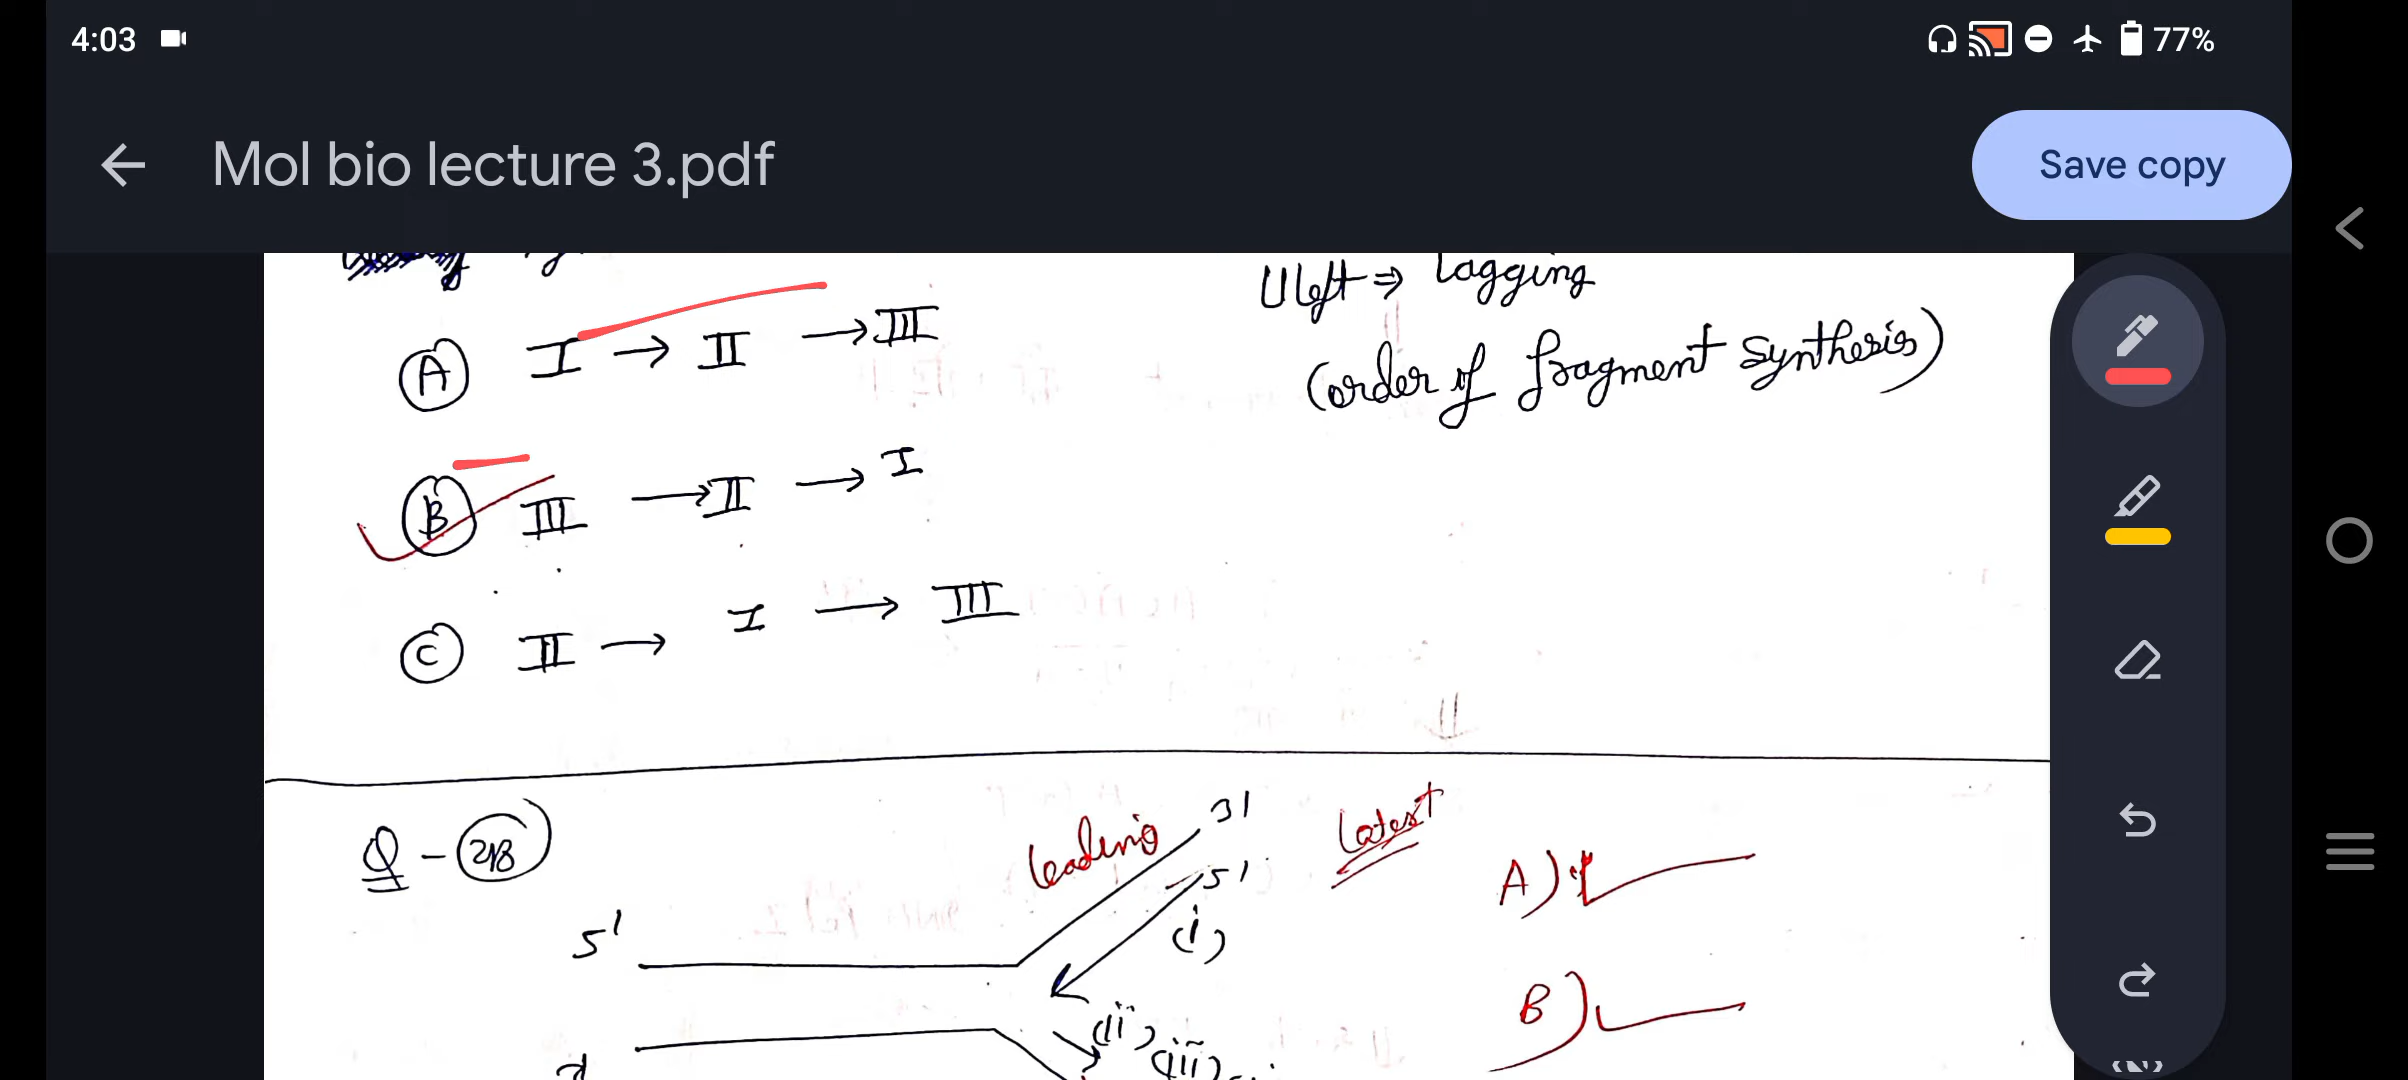 4:03
77%
Mol bio lecture 3.pdf
Save copy
U left ⇒ lagging
(order of fragment synthesis)
(A) I → II → III
(B) III → II → I
(C) II → I → III
Q - (218)
leading
3'
Latest
5'
(i)
A)
5'
B)
(ii)
(iii)